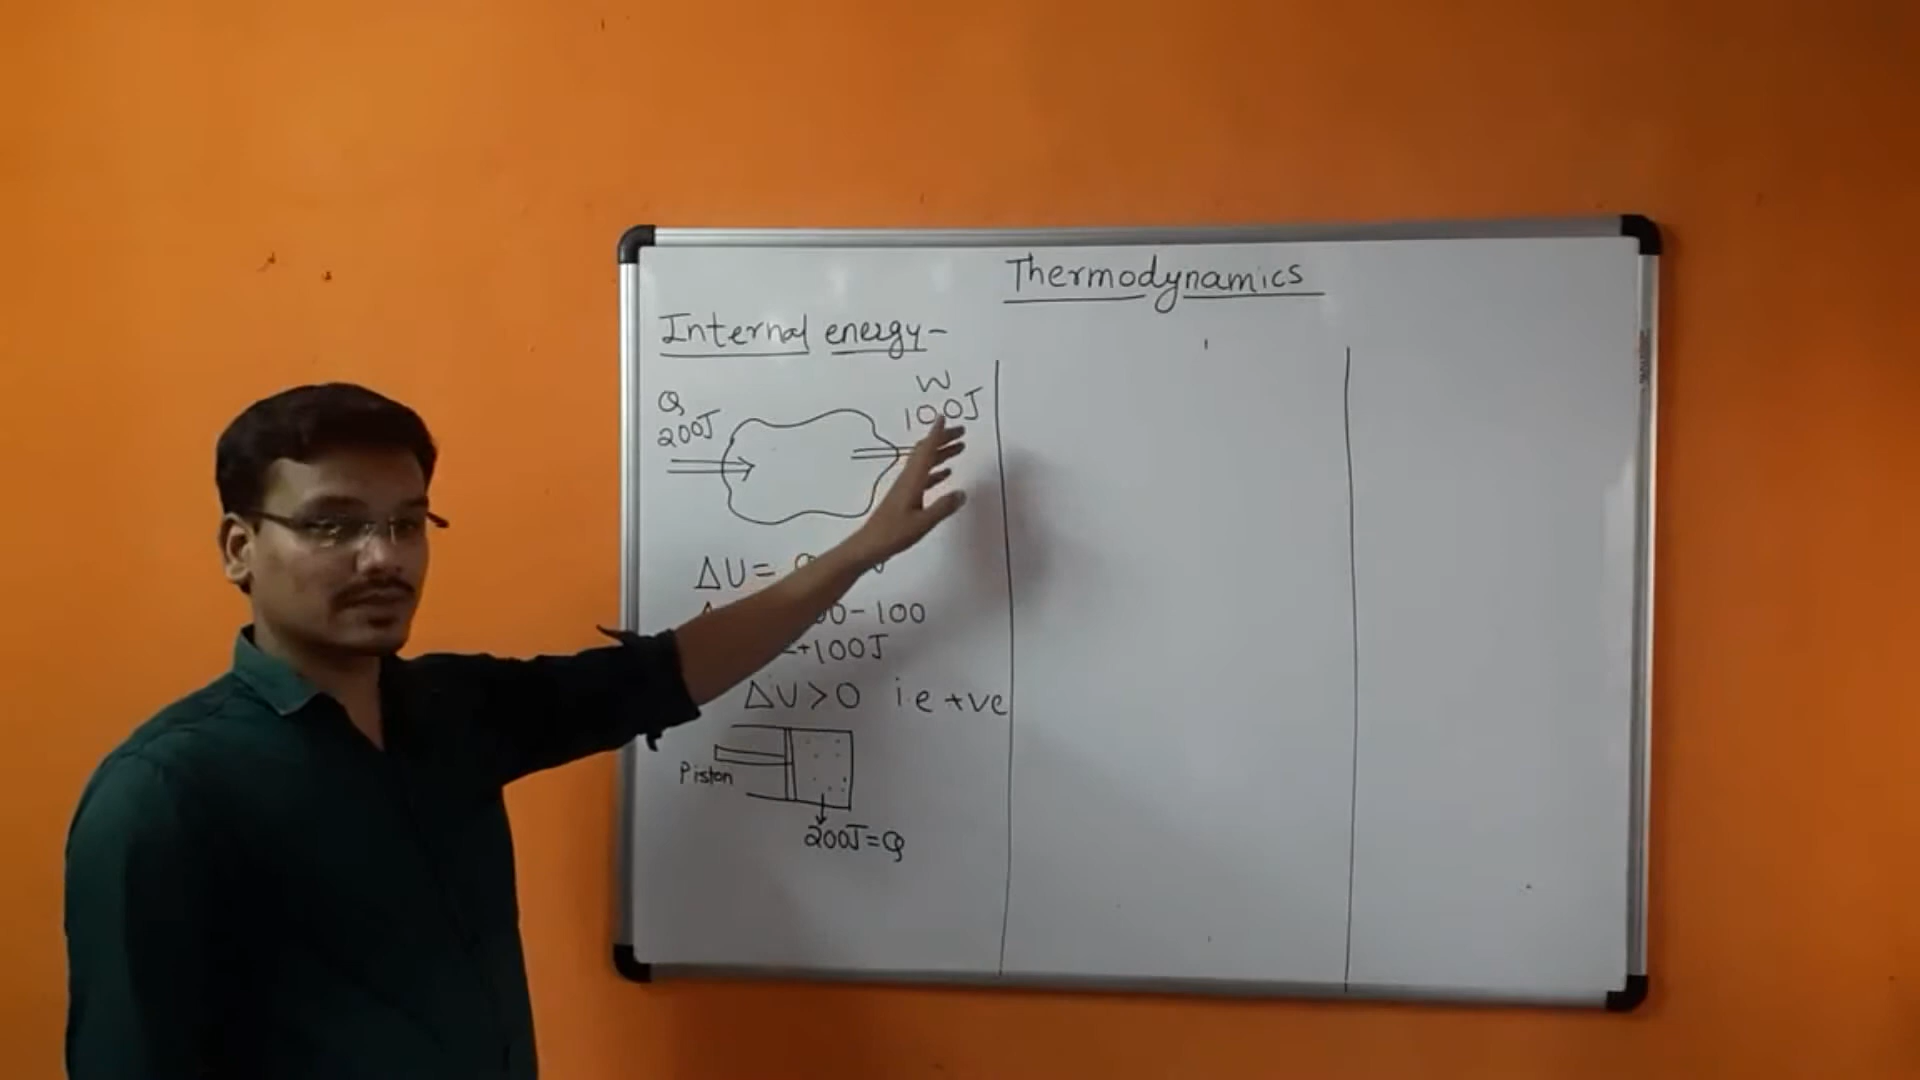 Thermodynamics
Internal energy-
Q
200J
W
100J
ΔU=
00-100
=+100J
ΔU>0 i.e +ve
Piston
200J=Q